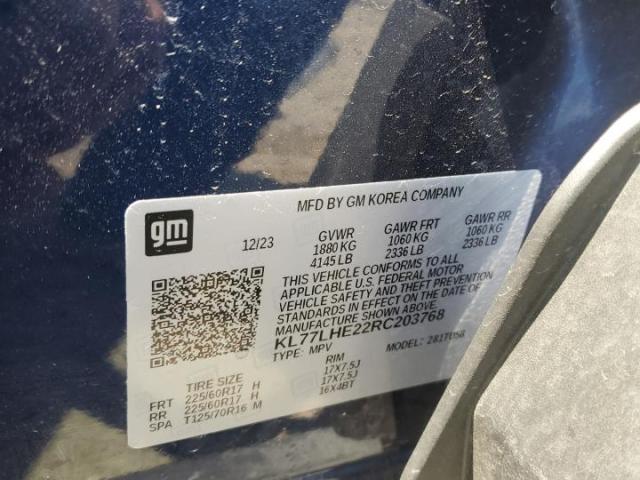 MFD BY GM KOREA COMPANY
gm
12/23
GVWR GAWR FRT GAWR RR
1880 KG 1060 KG 1060 KG
4145 LB 2336 LB 2336 LB
THIS VEHICLE CONFORMS TO ALL
APPLICABLE U.S. FEDERAL MOTOR
VEHICLE SAFETY AND THEFT PREVENTION
STANDARDS IN EFFECT ON THE DATE OF
MANUFACTURE SHOWN ABOVE.
KL77LHE22RC203768
TYPE: MPV MODEL: 281TU58
TIRE SIZE RIM
FRT 225/60R17 H 17X7.5J
RR 225/60R17 H 17X7.5J
SPA T125/70R16 M 16X4BT